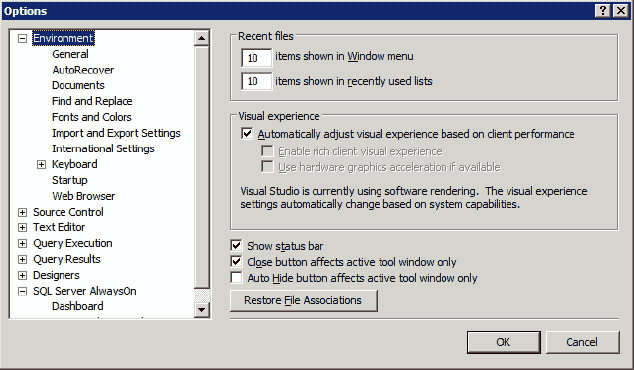 Options
Environment
General
AutoRecover
Documents
Find and Replace
Fonts and Colors
Import and Export Settings
International Settings
Keyboard
Startup
Web Browser
Source Control
Text Editor
Query Execution
Query Results
Designers
SQL Server AlwaysOn
Dashboard
Recent files
10 items shown in Window menu
10 items shown in recently used lists
Visual experience
Automatically adjust visual experience based on client performance
Enable rich client visual experience
Use hardware graphics acceleration if available
Visual Studio is currently using software rendering. The visual experience
settings automatically change based on system capabilities.
Show status bar
Close button affects active tool window only
Auto Hide button affects active tool window only
Restore File Associations
OK
Cancel